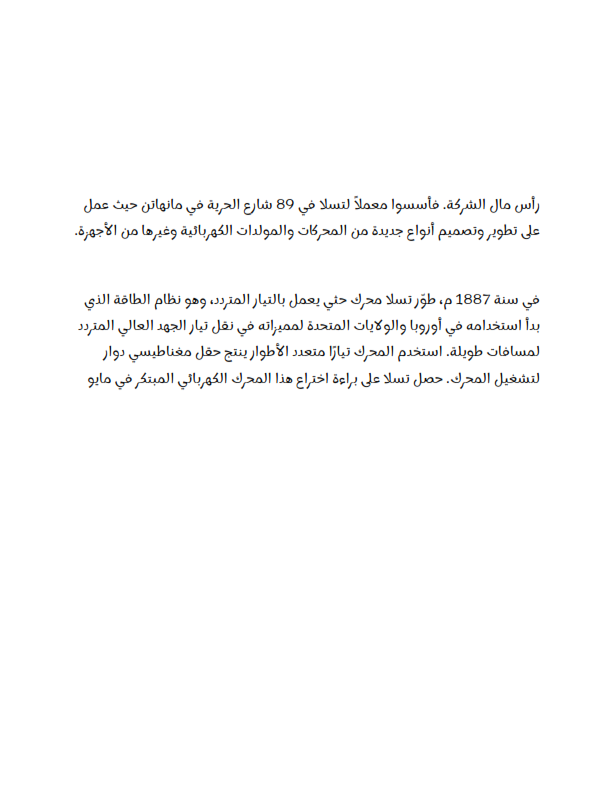 رأس مال الشركة. فأسسوا معملاً لتسلا في 89 شارع الحرية في مانهاتن حيث عمل
على تطوير وتصميم أنواع جديدة من المحركات والمولدات الكهربائية وغيرها من الأجهزة.
في سنة 1887 م، طوّر تسلا محرك حثي يعمل بالتيار المتردد، وهو نظام الطاقة الذي
بدأ استخدامه في أوروبا والولايات المتحدة لمميزاته في نقل تيار الجهد العالي المتردد
لمسافات طويلة. استخدم المحرك تيارًا متعدد الأطوار ينتج حقل مغناطيسي دوار
لتشغيل المحرك. حصل تسلا على براءة اختراع هذا المحرك الكهربائي المبتكر في مايو